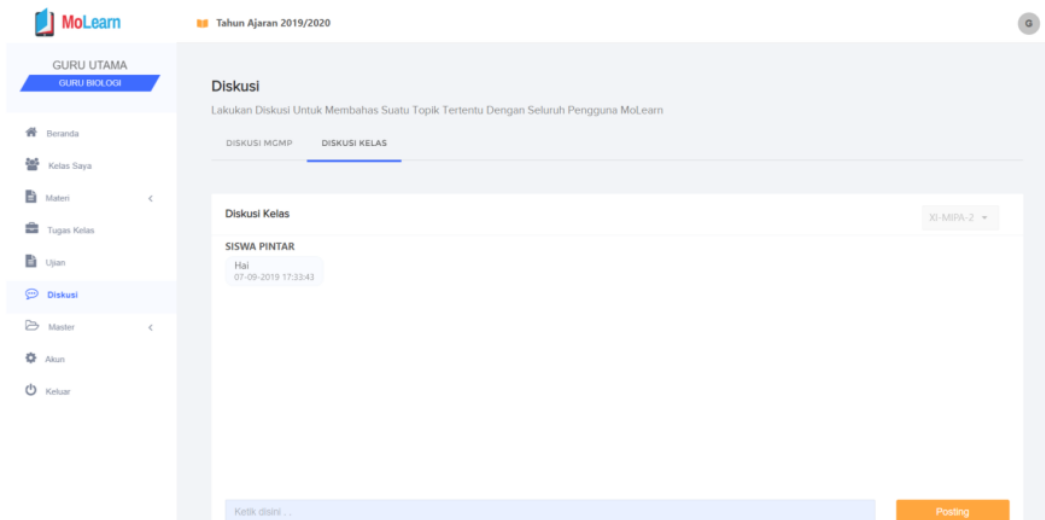 MoLearn
Tahun Ajaran 2019/2020
G
GURU UTAMA
GURU BIOLOGI
Beranda
Kelas Saya
Materi
Tugas Kelas
Ujian
Diskusi
Master
Akun
Keluar
Diskusi
Lakukan Diskusi Untuk Membahas Suatu Topik Tertentu Dengan Seluruh Pengguna MoLearn
DISKUSI MGMP DISKUSI KELAS
Diskusi Kelas
XI-MIPA-2
SISWA PINTAR
Hai
07-09-2019 17:33:43
Ketik disini ...
Posting